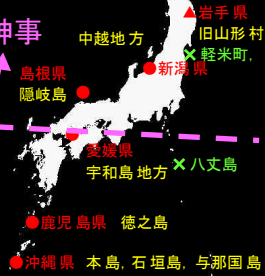 岩手県
旧山形村
神事
中越地方
軽米町,
新潟県
島根県
隠岐島
愛媛県
宇和島地方
八丈島
鹿児島県 徳之島
沖縄県 本島, 石垣島, 与那国島